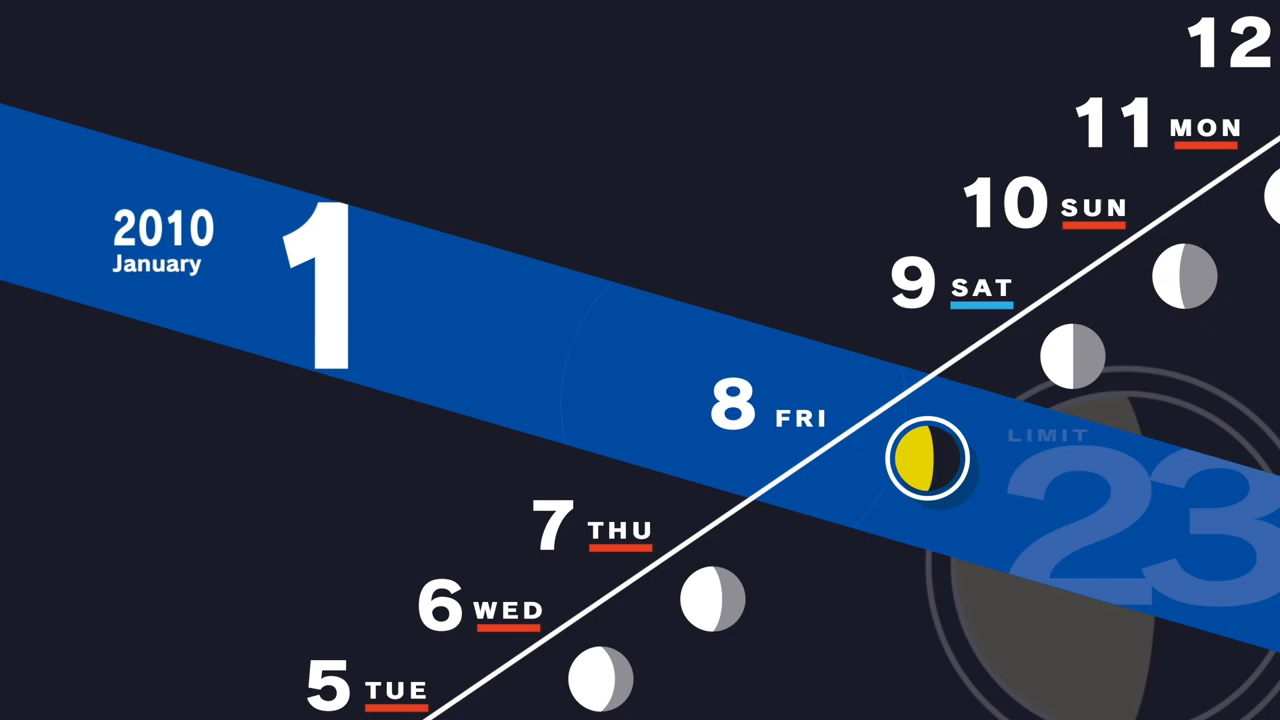 12
11 MON
10 SUN
9 SAT
2010
January
1
8 FRI
LIMIT
23
7 THU
6 WED
5 TUE